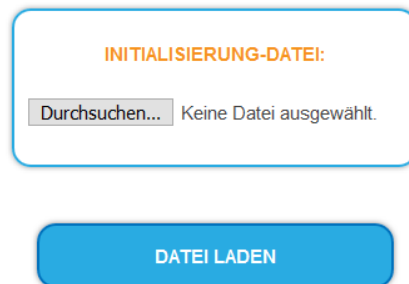 INITIALISIERUNG-DATEI:
Durchsuchen... Keine Datei ausgewählt.
DATEI LADEN